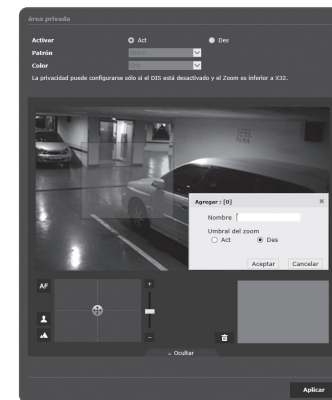 área privada
Activar Act Des
Patrón
Color Gris
La privacidad puede configurarse sólo si el DIS está desactivado y el Zoom es inferior a X32.
Agregar : [0] ×
Nombre
Umbral del zoom
Act Des
Aceptar Cancelar
AF +
−
Ocultar
Aplicar